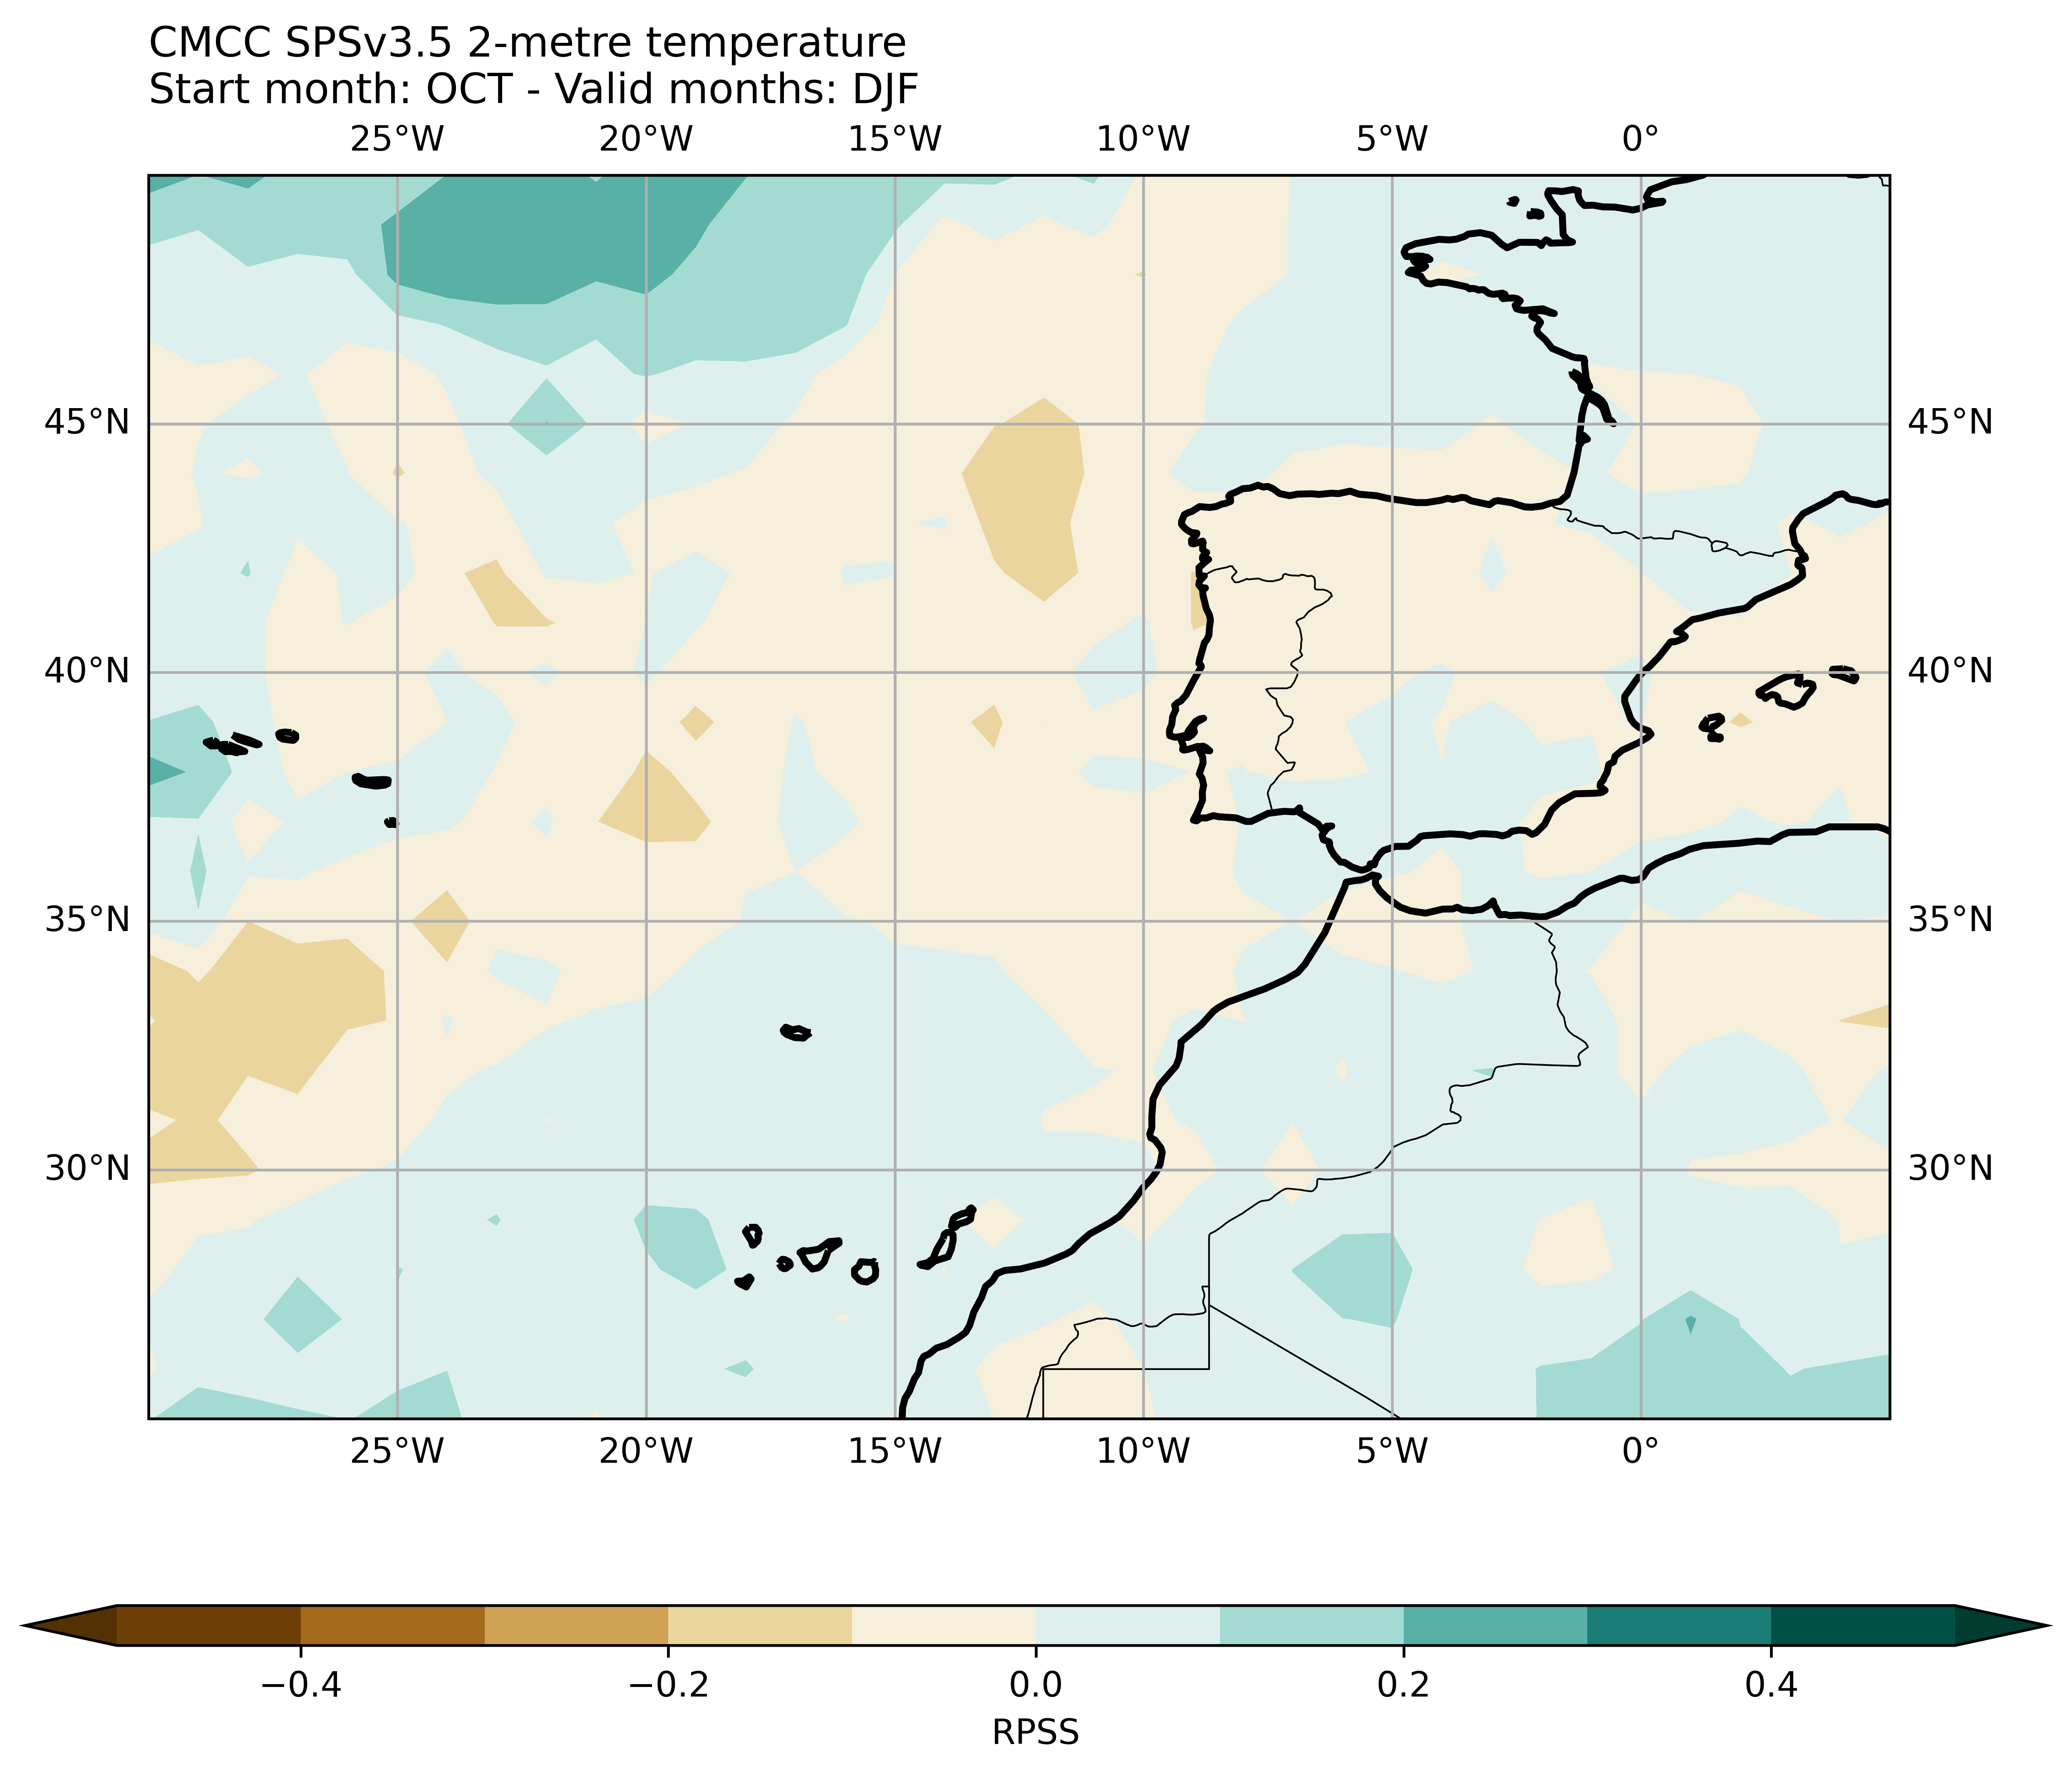 CMCC SPSv3.5 2-metre temperature
Start month: OCT - Valid months: DJF
25°W 20°W 15°W 10°W 5°W 0°
45°N 45°N
40°N 40°N
35°N 35°N
30°N 30°N
25°W 20°W 15°W 10°W 5°W 0°
−0.4 −0.2 0.0 0.2 0.4
RPSS